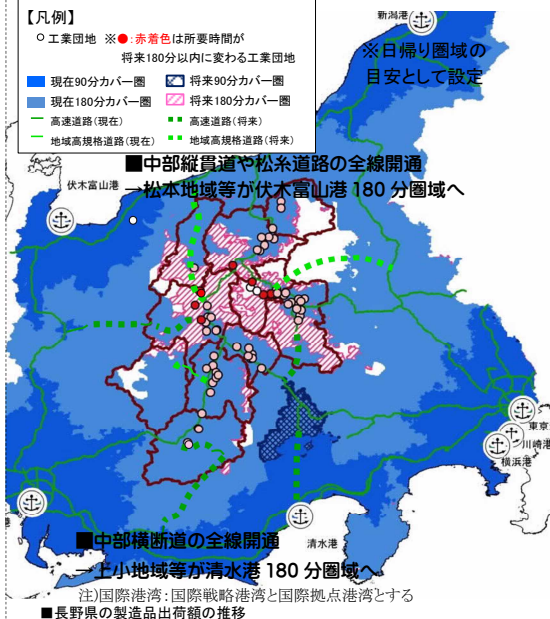 【凡例】
○工業団地 ※●:赤着色は所要時間が
将来180分以内に変わる工業団地
現在90分カバー圏 将来90分カバー圏
現在180分カバー圏 将来180分カバー圏
高速道路(現在) 高速道路(将来)
地域高規格道路(現在) 地域高規格道路(将来)
新潟港
※日帰り圏域の
目安として設定
■中部縦貫道や松糸道路の全線開通
→松本地域等が伏木富山港180分圏域へ
伏木富山港
東京
川崎港
横浜港
清水港
港
■中部横断道の全線開通
→上小地域等が清水港180分圏域へ
注)国際港湾:国際戦略港湾と国際拠点港湾とする
■長野県の製造品出荷額の推移